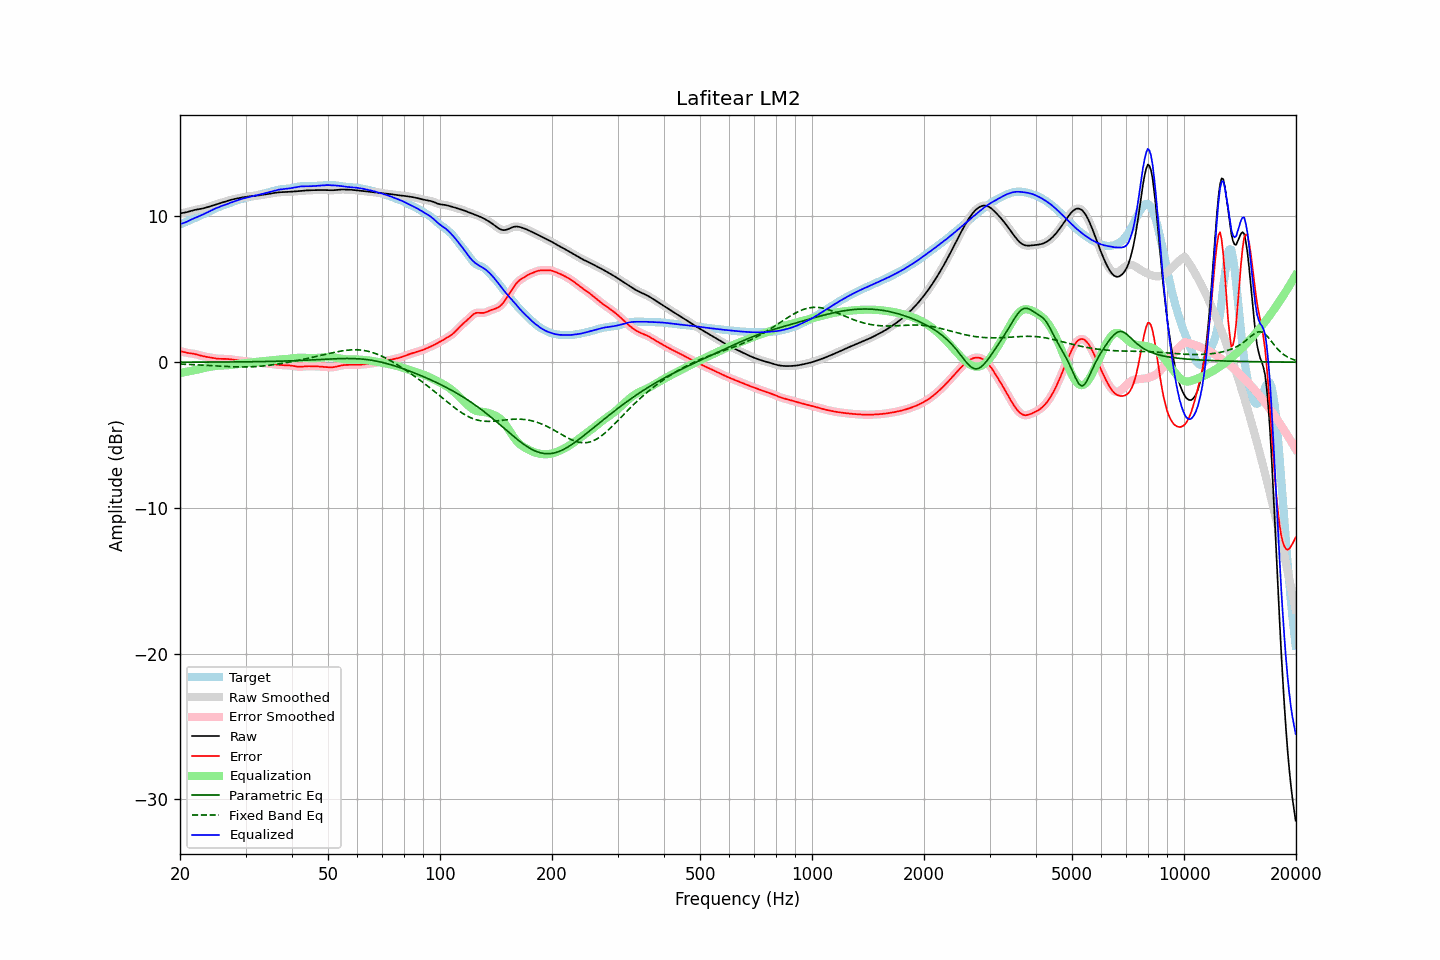 Lafitear LM2
Amplitude (dBr)
10
0
−10
−20
−30
Target
Raw Smoothed
Error Smoothed
Raw
Error
Equalization
Parametric Eq
Fixed Band Eq
Equalized
20 50 100 200 500 1000 2000 5000 10000 20000
Frequency (Hz)